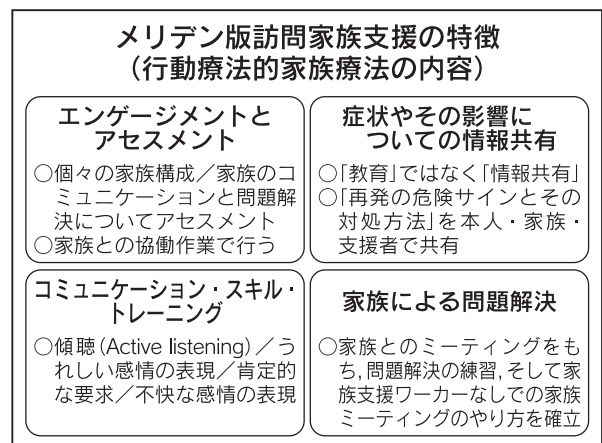 メリデン版訪問家族支援の特徴
（行動療法的家族療法の内容）
エンゲージメントと
アセスメント
○個々の家族構成／家族のコ
ミュニケーションと問題解
決についてアセスメント
○家族との協働作業で行う
症状やその影響に
ついての情報共有
○「教育」ではなく「情報共有」
○「再発の危険サインとその
対処方法」を本人・家族・
支援者で共有
コミュニケーション・スキル・
トレーニング
○傾聴（Active listening）／う
れしい感情の表現／肯定的
な要求／不快な感情の表現
家族による問題解決
○家族とのミーティングをも
ち，問題解決の練習，そして家
族支援ワーカーなしでの家族
ミーティングのやり方を確立